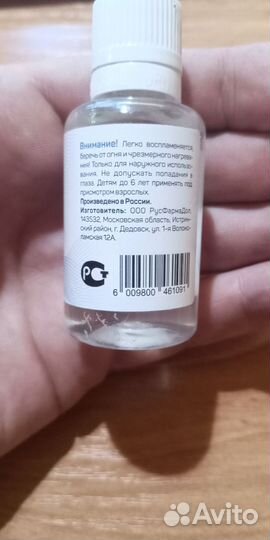 Внимание! Легко воспламеняется,
беречь от огня и чрезмерного нагрева-
ния! Только для наружного использо-
вания. Не допускать попадания в
глаза. Детям до 6 лет применять под
присмотром взрослых.
Произведено в России.
Изготовитель: ООО РусФармаДол,
143532, Московская область, Истрин-
ский район, г. Дедовск, ул. 1-я Волоко-
ламская 12А.
РСТ
6 009800 461091
Avito